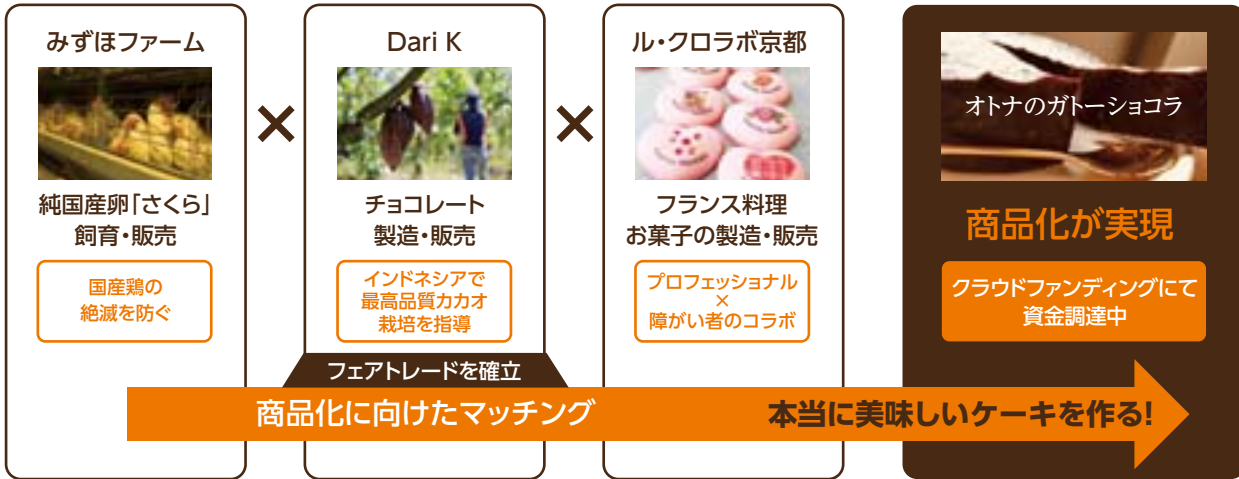 みずほファーム
純国産卵「さくら」
飼育・販売
国産鶏の
絶滅を防ぐ
×
Dari K
チョコレート
製造・販売
インドネシアで
最高品質カカオ
栽培を指導
フェアトレードを確立
×
ル・クロラボ京都
フランス料理
お菓子の製造・販売
プロフェッショナル
×
障がい者のコラボ
オトナのガトーショコラ
商品化が実現
クラウドファンディングにて
資金調達中
商品化に向けたマッチング
本当に美味しいケーキを作る!